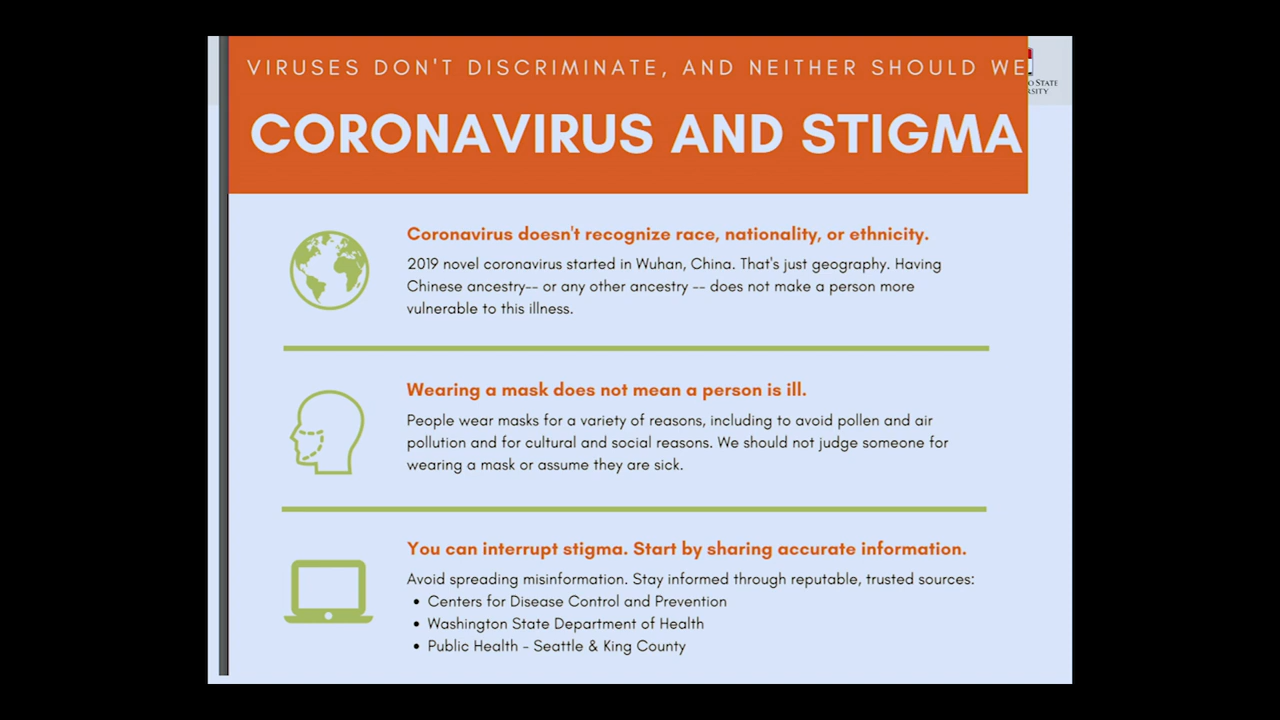 VIRUSES DON'T DISCRIMINATE, AND NEITHER SHOULD WE
CORONAVIRUS AND STIGMA
Coronavirus doesn't recognize race, nationality, or ethnicity.
2019 novel coronavirus started in Wuhan, China. That's just geography. Having
Chinese ancestry-- or any other ancestry -- does not make a person more
vulnerable to this illness.
Wearing a mask does not mean a person is ill.
People wear masks for a variety of reasons, including to avoid pollen and air
pollution and for cultural and social reasons. We should not judge someone for
wearing a mask or assume they are sick.
You can interrupt stigma. Start by sharing accurate information.
Avoid spreading misinformation. Stay informed through reputable, trusted sources:
• Centers for Disease Control and Prevention
• Washington State Department of Health
• Public Health - Seattle & King County